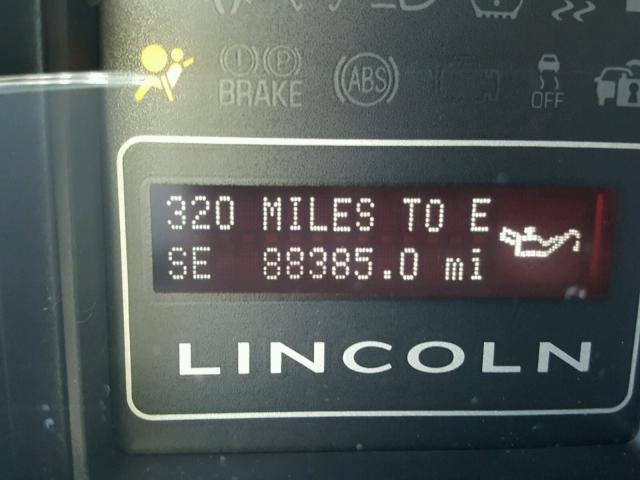 BRAKE
ABS
OFF
320 MILES TO E
SE 88385.0 mi
LINCOLN